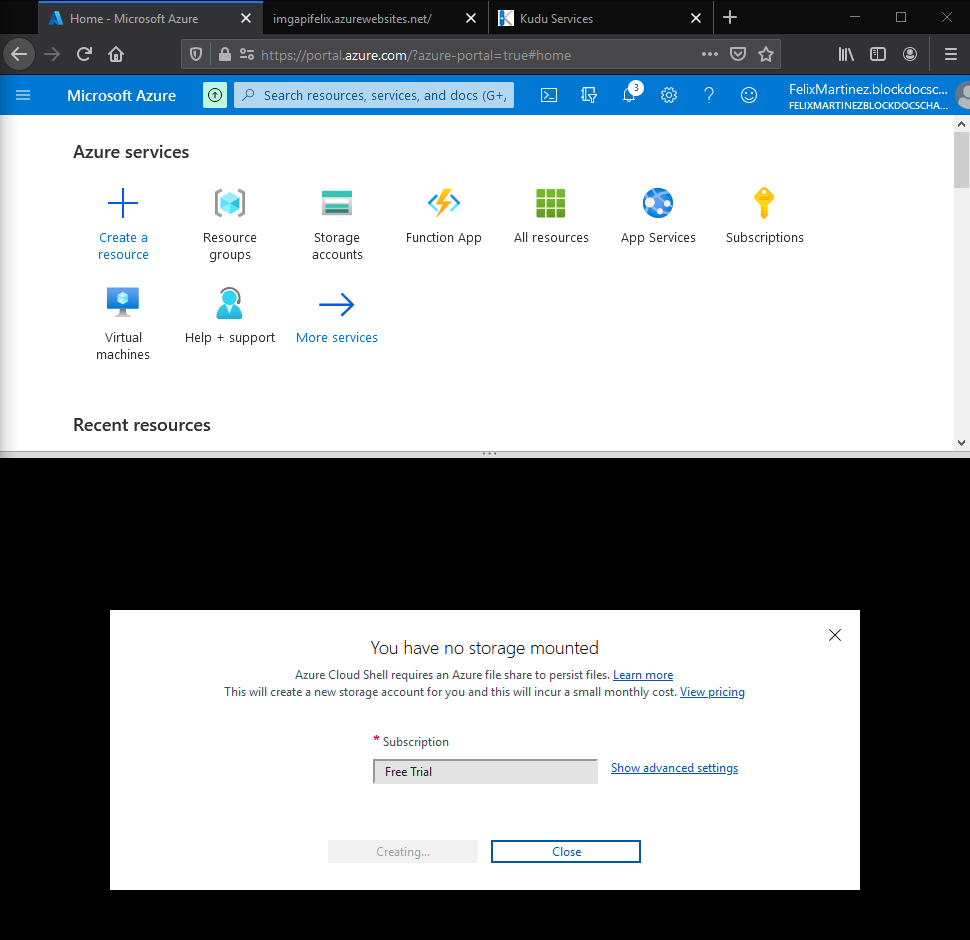 Home - Microsoft Azure
imgapifelix.azurewebsites.net/
Kudu Services
https://portal.azure.com/?azure-portal=true#home
Microsoft Azure
Search resources, services, and docs (G+/
3
FelixMartinez.blockdocsc...
FELIXMARTINEZBLOCKDOCSCHA...
Azure services
Create a
resource
Resource
groups
Storage
accounts
Function App
All resources
App Services
Subscriptions
Virtual
machines
Help + support
More services
Recent resources
You have no storage mounted
Azure Cloud Shell requires an Azure file share to persist files. Learn more
This will create a new storage account for you and this will incur a small monthly cost. View pricing
* Subscription
Free Trial
Show advanced settings
Creating...
Close